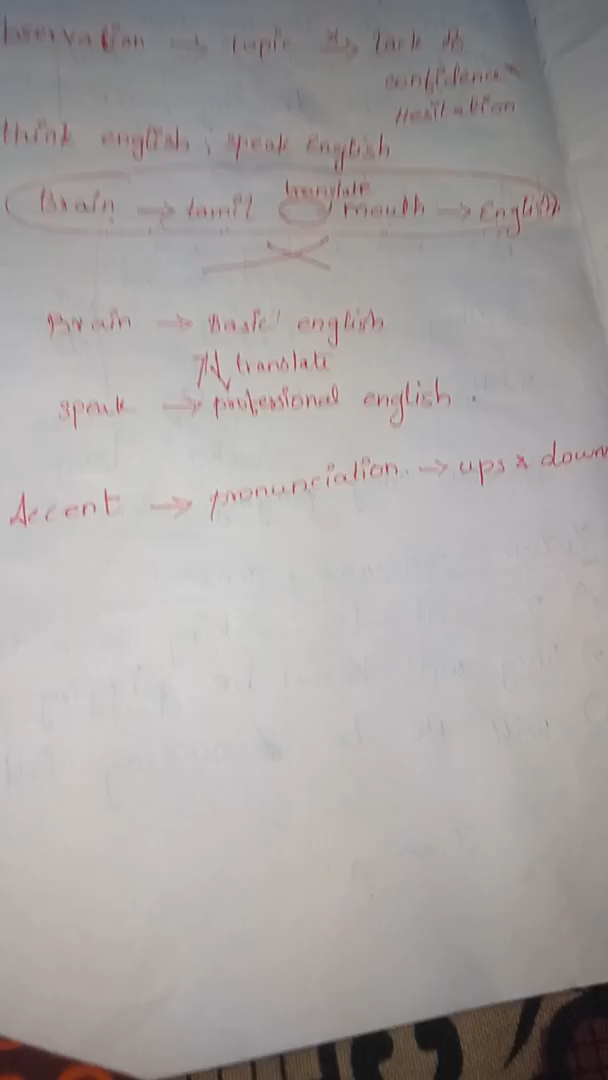 bservation → topic → lack of
confidence
Hesitation
think english, speak English
translate
Brain → tamil mouth → English
Brain → basic english
translate
speak → professional english.
Accent → pronunciation. → ups & down